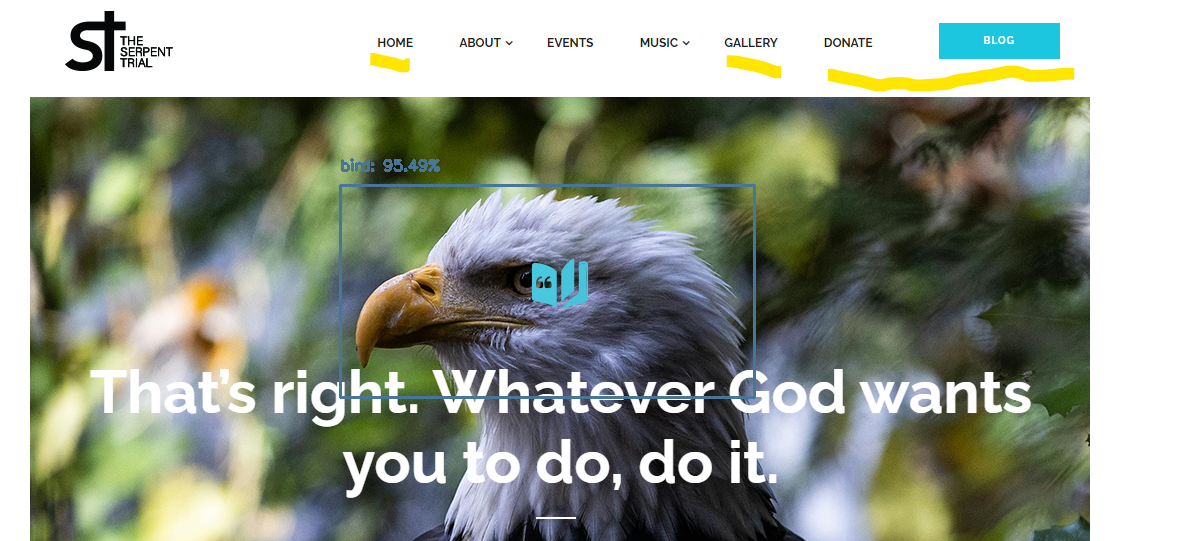 ST THE
SERPENT
TRIAL
HOME ABOUT EVENTS MUSIC GALLERY DONATE BLOG
bird: 95.49%
That's right. Whatever God wants
you to do, do it.